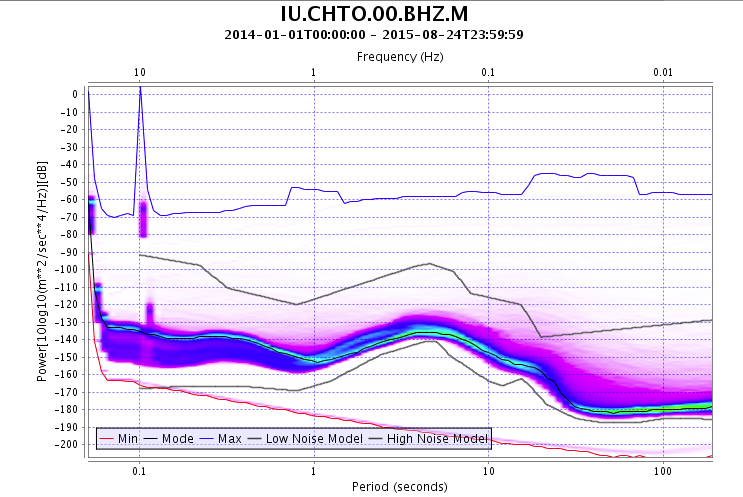 IU.CHTO.00.BHZ.M
2014-01-01T00:00:00 - 2015-08-24T23:59:59
Frequency (Hz)
10 1 0.1 0.01
Power[10log10(m**2/sec**4/Hz)][dB]
0
-10
-20
-30
-40
-50
-60
-70
-80
-90
-100
-110
-120
-130
-140
-150
-160
-170
-180
-190
-200
Min Mode Max Low Noise Model High Noise Model
0.1 1 10 100
Period (seconds)